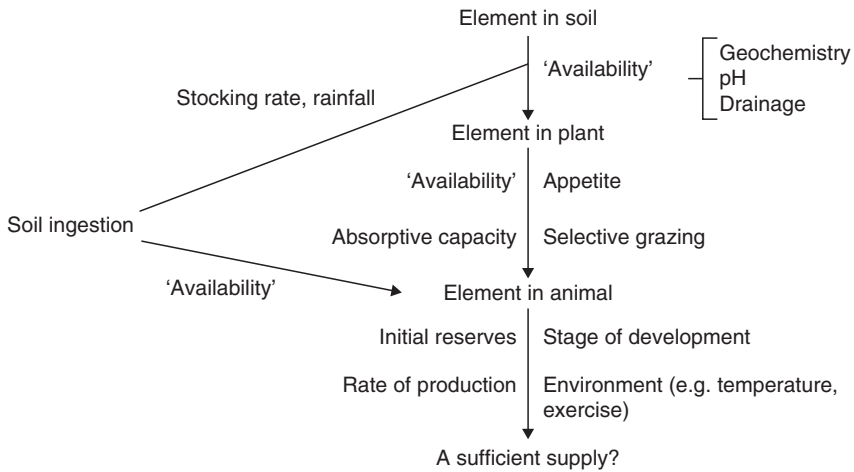 Element in soil
‘Availability’
Geochemistry
pH
Drainage
Stocking rate, rainfall
Element in plant
‘Availability’ Appetite
Soil ingestion
Absorptive capacity Selective grazing
‘Availability’
Element in animal
Initial reserves Stage of development
Rate of production Environment (e.g. temperature,
exercise)
A sufficient supply?